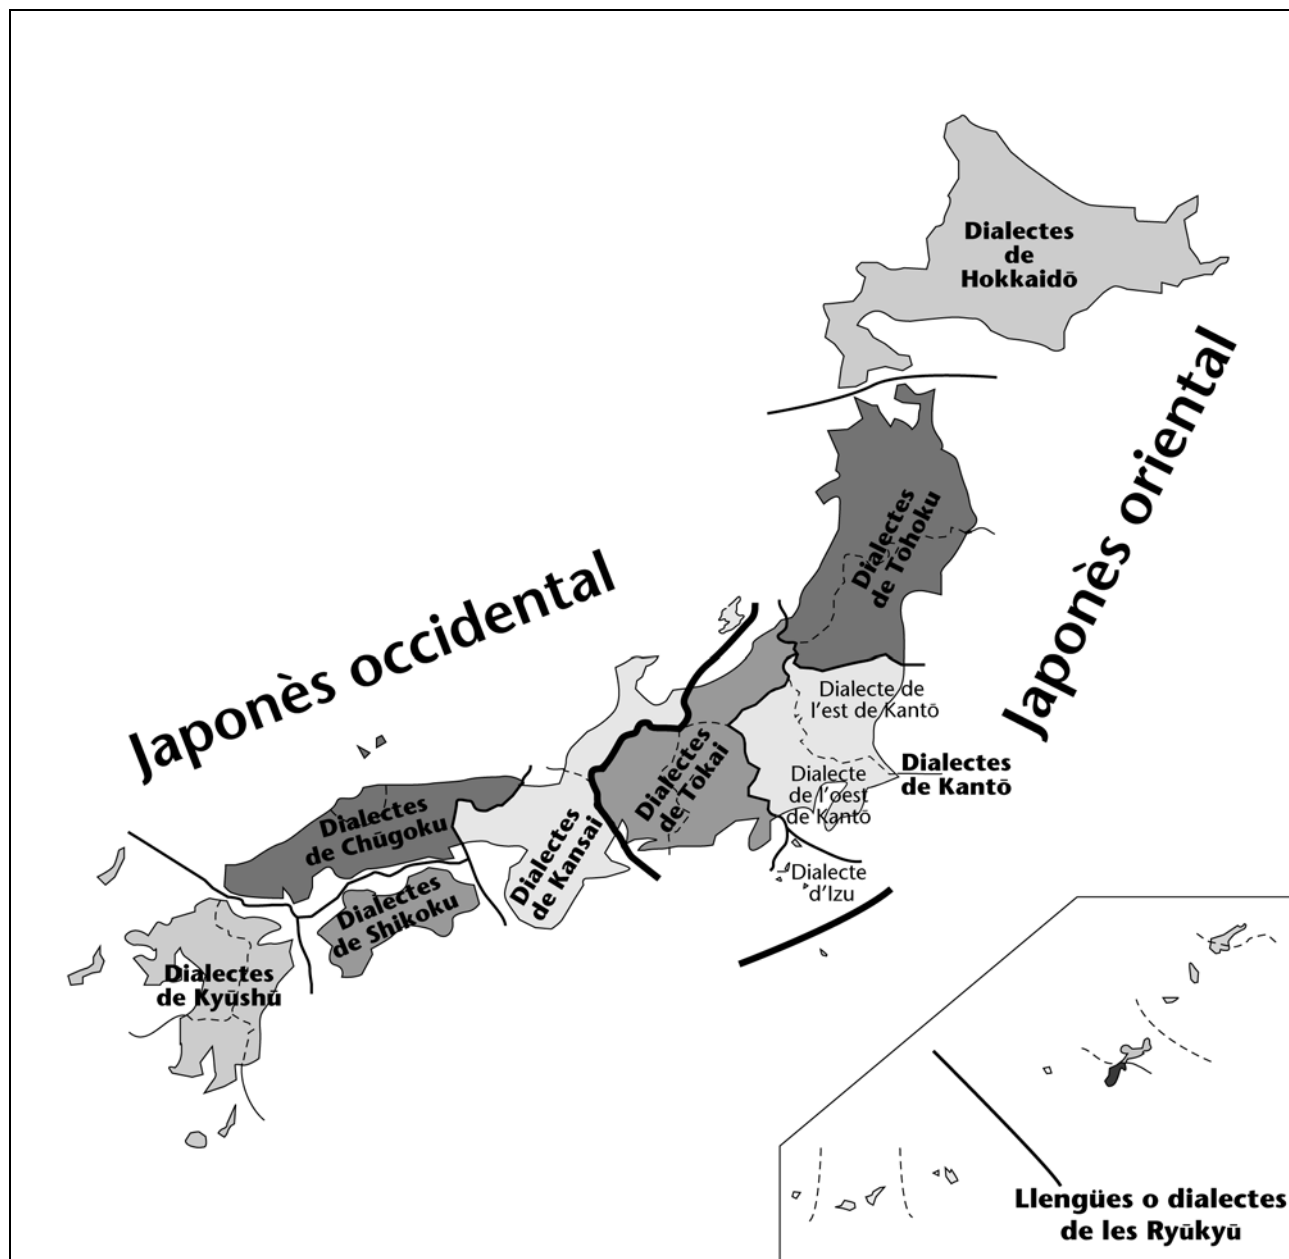 Dialectes
de
Hokkaidō
Japonès oriental
Dialectes
de Tōhoku
Japonès occidental
Dialecte de
l'est de Kantō
Dialectes
de Kantō
Dialecte
de l'oest
de Kantō
Dialectes
de Tōkai
Dialectes
de Chūgoku
Dialectes
de Kansai
Dialecte
d'Izu
Dialectes
de Shikoku
Dialectes
de Kyūshū
Llengües o dialectes
de les Ryūkyū